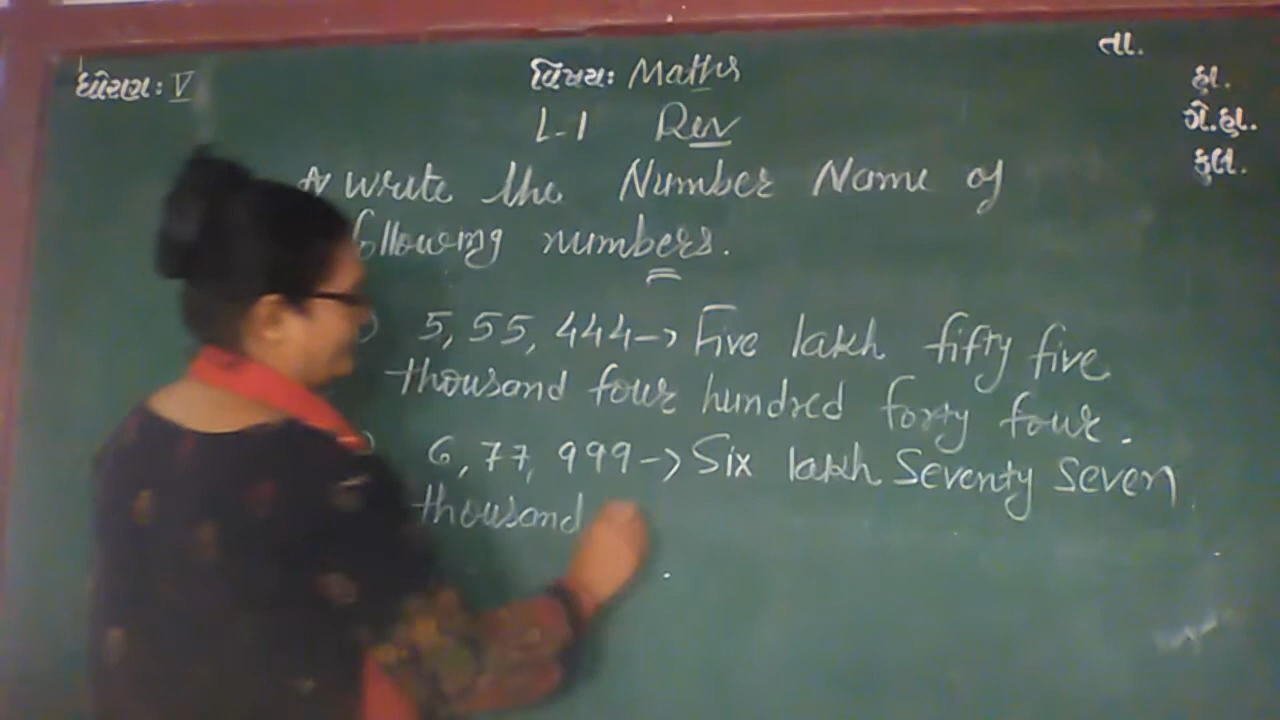 ધોરણ: V
વિષય: Maths
તા.
હા.
ગે.હા.
કુલ.
L-1 Rev
* Write the Number Name of
following numbers.
) 5, 55, 444 → Five lakh fifty five
thousand four hundred forty four.
) 6, 77, 999 → Six lakh Seventy Seven
thousand